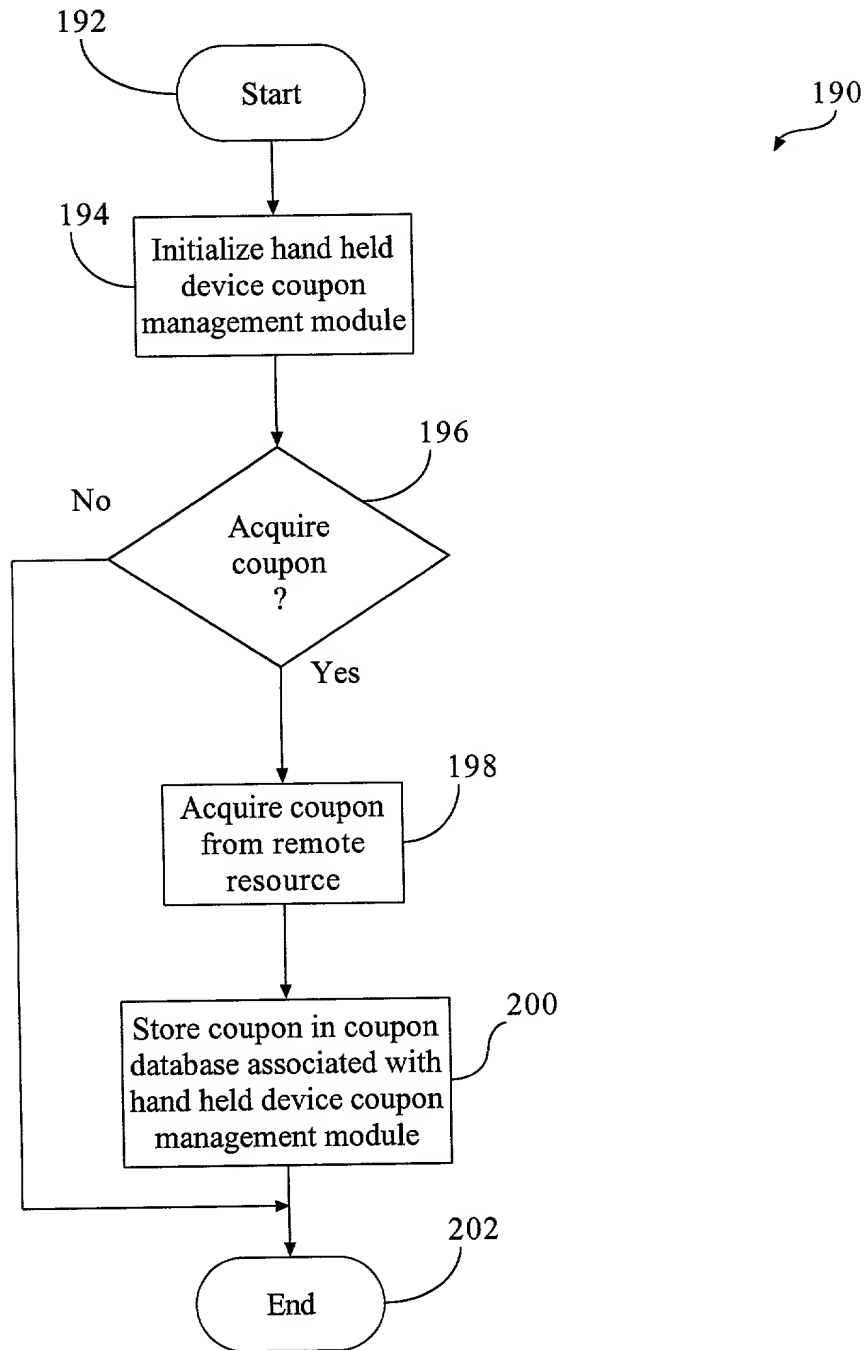 192
Start
190
194
Initialize hand held
device coupon
management module
196
No
Acquire
coupon
?
Yes
198
Acquire coupon
from remote
resource
200
Store coupon in coupon
database associated with
hand held device coupon
management module
202
End